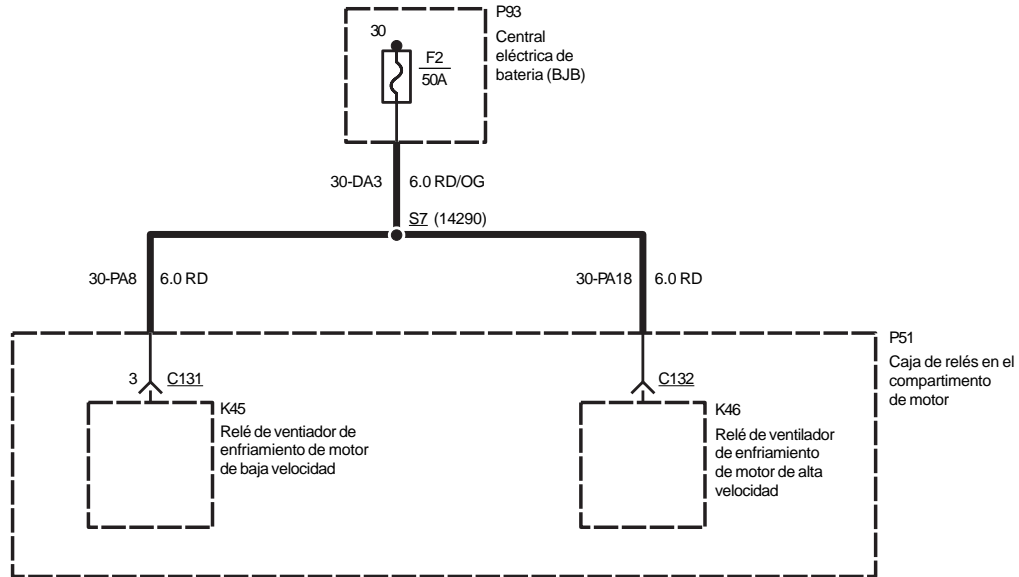 P93
Central
eléctrica de
bateria (BJB)
30
F2
50A
30-DA3 6.0 RD/OG
S7 (14290)
30-PA8 6.0 RD
30-PA18 6.0 RD
P51
Caja de relés en el
compartimento
de motor
3 C131
C132
K45
Relé de ventiador de
enfriamiento de motor
de baja velocidad
K46
Relé de ventilador
de enfriamiento
de motor de alta
velocidad